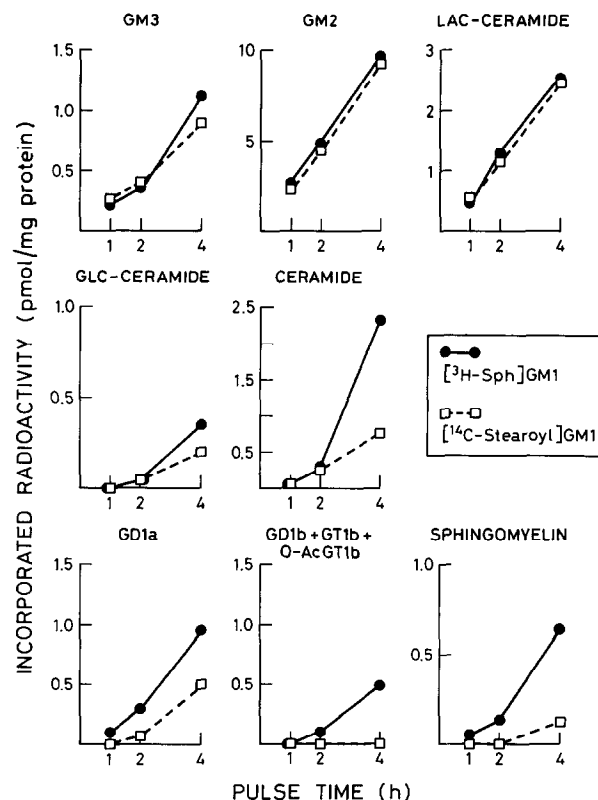 GM3
GM2
LAC-CERAMIDE
1.5
1.0
0.5
1 2 4
10
5
1 2 4
3
2
1
1 2 4
GLC-CERAMIDE
CERAMIDE
1.0
0.5
1 2 4
2.5
1.5
0.5
1 2 4
[³H-Sph]GM1
[¹⁴C-Stearoyl]GM1
GD1a
GD1b + GT1b +
O-AcGT1b
SPHINGOMYELIN
1.5
1.0
0.5
1 2 4
1.5
1.0
0.5
1 2 4
1.0
0.5
1 2 4
INCORPORATED RADIOACTIVITY (pmol/mg protein)
PULSE TIME (h)